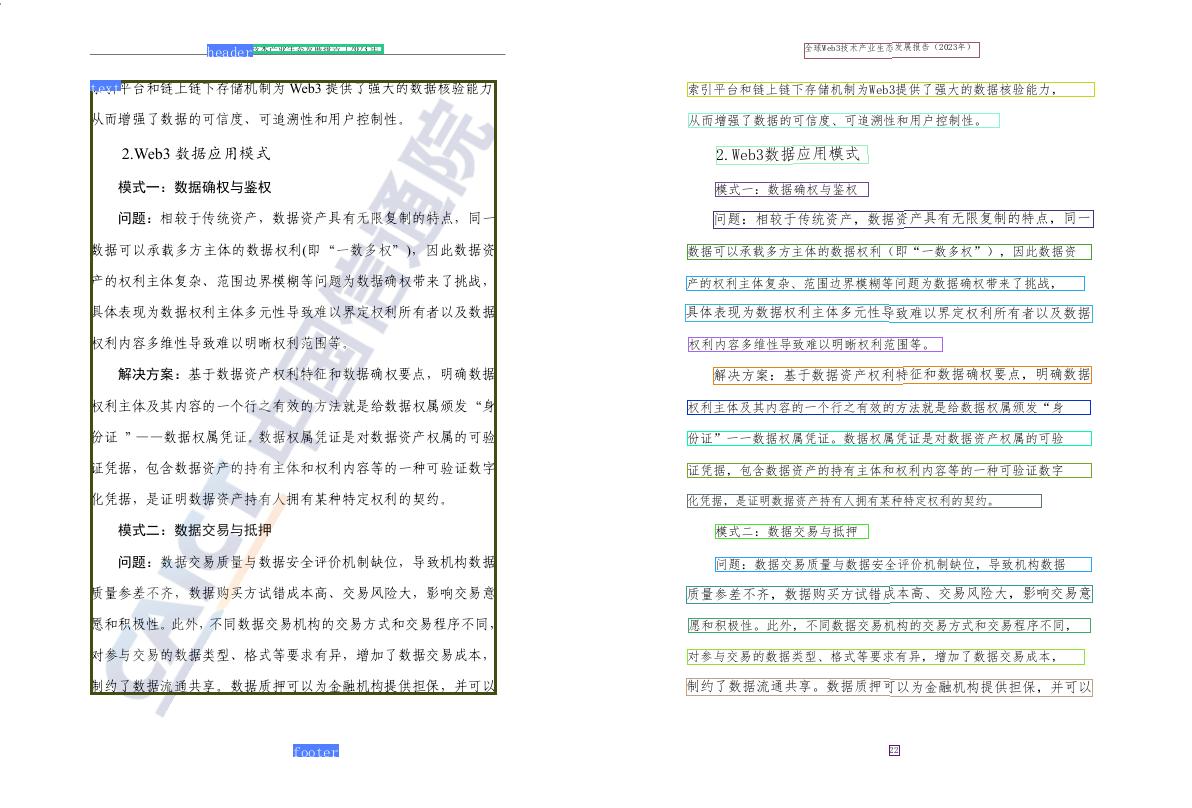 header
text
索引平台和链上链下存储机制为 Web3 提供了强大的数据核验能力
从而增强了数据的可信度、可追溯性和用户控制性。
2.Web3 数据应用模式
模式一：数据确权与鉴权
问题：相较于传统资产，数据资产具有无限复制的特点，同一
数据可以承载多方主体的数据权利(即“一数多权”)，因此数据资
产的权利主体复杂、范围边界模糊等问题为数据确权带来了挑战，
具体表现为数据权利主体多元性导致难以界定权利所有者以及数据
权利内容多维性导致难以明晰权利范围等。
解决方案：基于数据资产权利特征和数据确权要点，明确数据
权利主体及其内容的一个行之有效的方法就是给数据权属颁发“身
份证 ”——数据权属凭证。数据权属凭证是对数据资产权属的可验
证凭据，包含数据资产的持有主体和权利内容等的一种可验证数字
化凭据，是证明数据资产持有人拥有某种特定权利的契约。
模式二：数据交易与抵押
问题：数据交易质量与数据安全评价机制缺位，导致机构数据
质量参差不齐，数据购买方试错成本高、交易风险大，影响交易意
愿和积极性。此外，不同数据交易机构的交易方式和交易程序不同，
对参与交易的数据类型、格式等要求有异，增加了数据交易成本，
制约了数据流通共享。数据质押可以为金融机构提供担保，并可以
CAICT 中国信通院
footer
全球Web3技术产业生态发展报告（2023年）
索引平台和链上链下存储机制为Web3提供了强大的数据核验能力，
从而增强了数据的可信度、可追溯性和用户控制性。
2.Web3数据应用模式
模式一：数据确权与鉴权
问题：相较于传统资产，数据资产具有无限复制的特点，同一
数据可以承载多方主体的数据权利（即“一数多权”），因此数据资
产的权利主体复杂、范围边界模糊等问题为数据确权带来了挑战，
具体表现为数据权利主体多元性导致难以界定权利所有者以及数据
权利内容多维性导致难以明晰权利范围等。
解决方案：基于数据资产权利特征和数据确权要点，明确数据
权利主体及其内容的一个行之有效的方法就是给数据权属颁发“身
份证”一一数据权属凭证。数据权属凭证是对数据资产权属的可验
证凭据，包含数据资产的持有主体和权利内容等的一种可验证数字
化凭据，是证明数据资产持有人拥有某种特定权利的契约。
模式二：数据交易与抵押
问题：数据交易质量与数据安全评价机制缺位，导致机构数据
质量参差不齐，数据购买方试错成本高、交易风险大，影响交易意
愿和积极性。此外，不同数据交易机构的交易方式和交易程序不同，
对参与交易的数据类型、格式等要求有异，增加了数据交易成本，
制约了数据流通共享。数据质押可以为金融机构提供担保，并可以
22